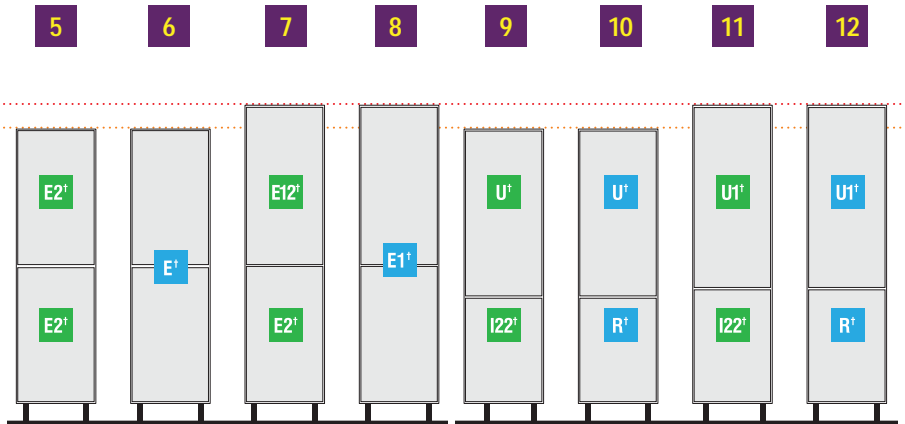 5 6 7 8 9 10 11 12
E2† E12† U† U† U1† U1†
E† E1†
E2† E2† I22† R† I22† R†